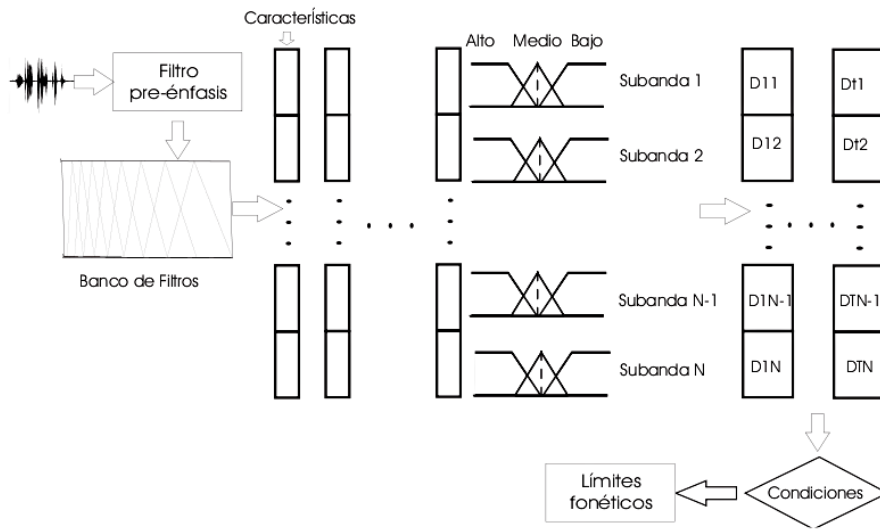 Características
Alto Medio Bajo
Filtro
pre-énfasis
Subanda 1
D11
Dt1
Subanda 2
D12
Dt2
Banco de Filtros
Subanda N-1
D1N-1
DTN-1
Subanda N
D1N
DTN
Límites
fonéticos
Condiciones